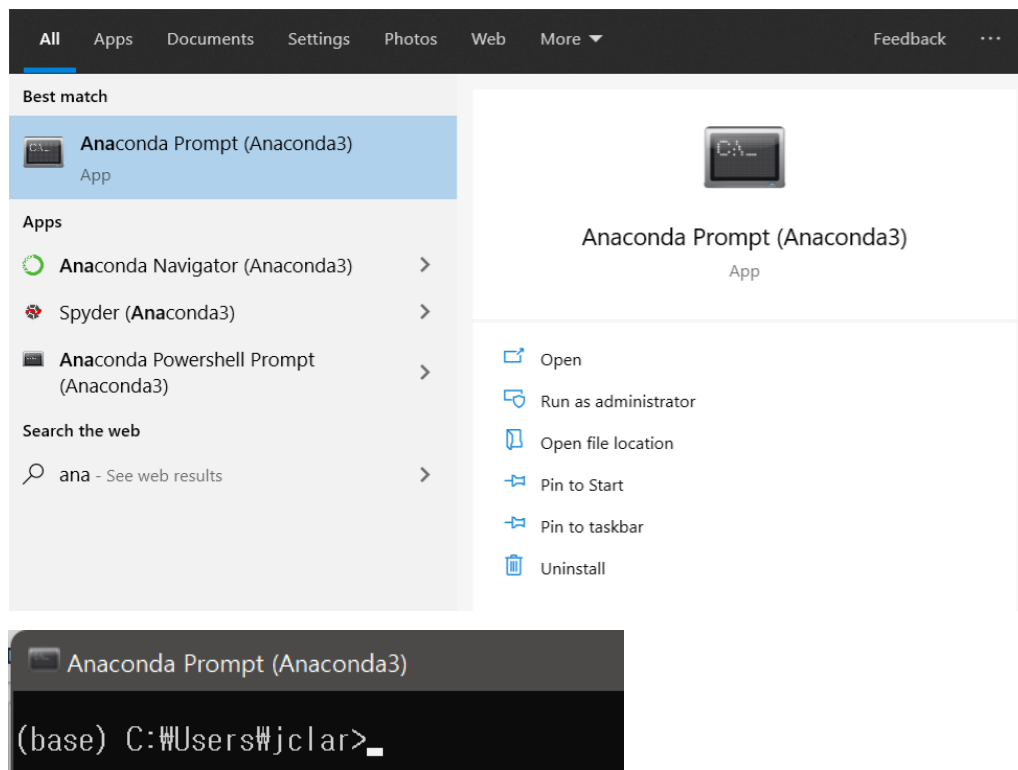 All Apps Documents Settings Photos Web More Feedback ...
Best match
Anaconda Prompt (Anaconda3)
App
Apps
Anaconda Navigator (Anaconda3)
Spyder (Anaconda3)
Anaconda Powershell Prompt
(Anaconda3)
Search the web
ana - See web results
C:\_
Anaconda Prompt (Anaconda3)
App
Open
Run as administrator
Open file location
Pin to Start
Pin to taskbar
Uninstall
Anaconda Prompt (Anaconda3)
(base) C:₩Users₩jclar>_